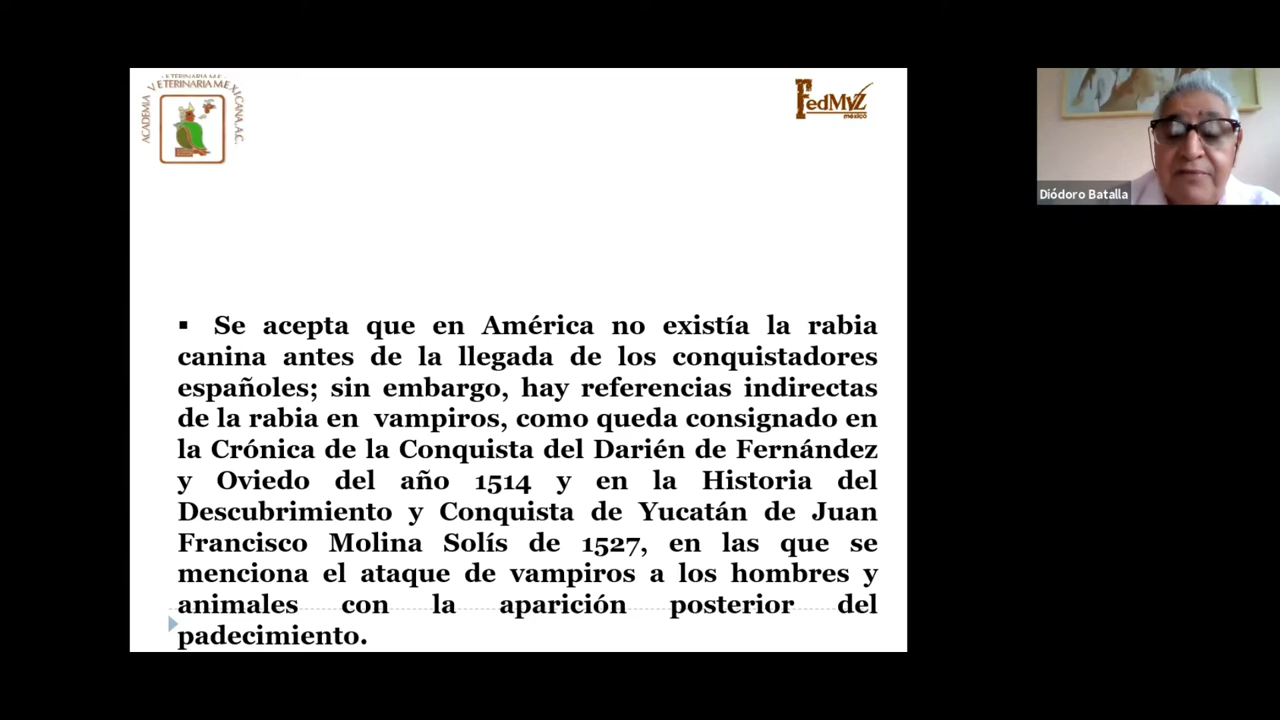 ACADEMIA VETERINARIA MEXICANA, A.C.
FedMVZ
méxico
Diódoro Batalla
▪ Se acepta que en América no existía la rabia
canina antes de la llegada de los conquistadores
españoles; sin embargo, hay referencias indirectas
de la rabia en vampiros, como queda consignado en
la Crónica de la Conquista del Darién de Fernández
y Oviedo del año 1514 y en la Historia del
Descubrimiento y Conquista de Yucatán de Juan
Francisco Molina Solís de 1527, en las que se
menciona el ataque de vampiros a los hombres y
animales con la aparición posterior del
padecimiento.